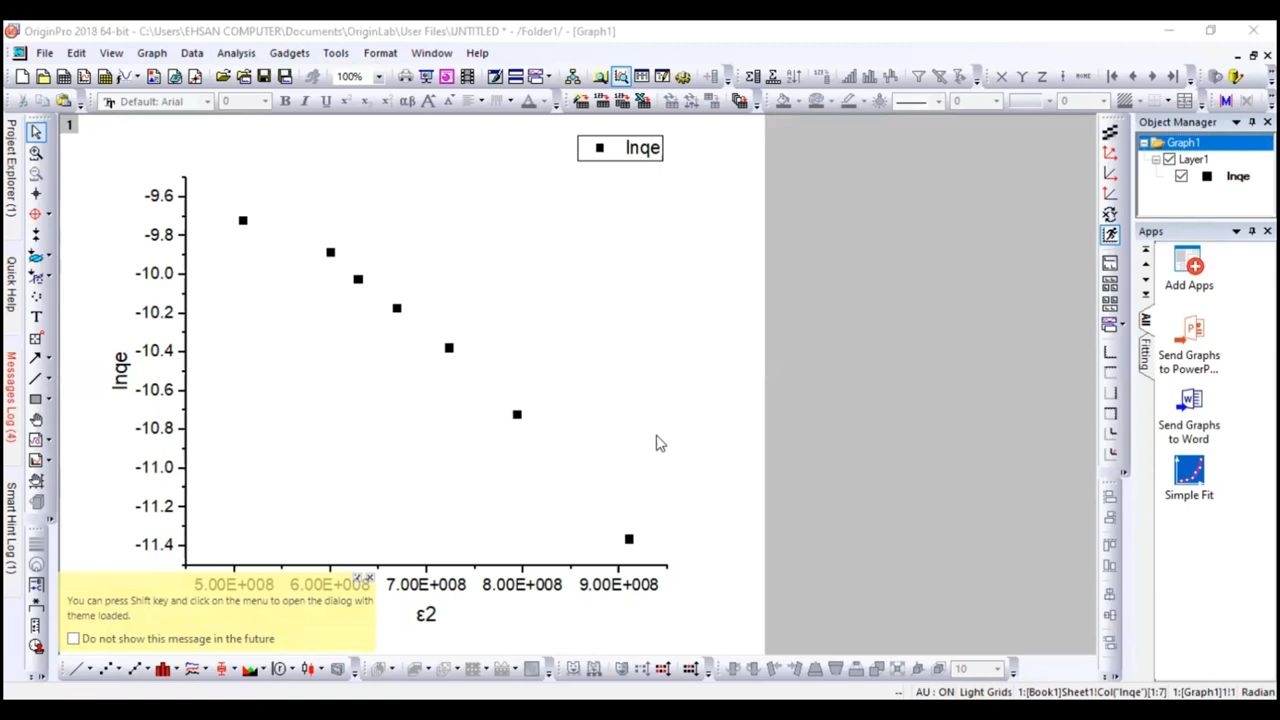 OriginPro 2018 64-bit - C:\Users\EHSAN COMPUTER\Documents\OriginLab\User Files\UNTITLED * - /Folder1/ - [Graph1]
File Edit View Graph Data Analysis Gadgets Tools Format Window Help
100%
Default: Arial 0 B I U x² x₂ αβ A A 0 0
1
lnqe
-9.6
-9.8
-10.0
-10.2
-10.4
-10.6
-10.8
-11.0
-11.2
-11.4
lnqe
5.00E+008 6.00E+008 7.00E+008 8.00E+008 9.00E+008
ε2
You can press Shift key and click on the menu to open the dialog with
theme loaded.
Do not show this message in the future
Project Explorer (1)
Quick Help
Messages Log (4)
Smart Hint Log (1)
Object Manager
Graph1
Layer1
lnqe
Apps
Add Apps
All
Fitting
Send Graphs
to PowerP...
Send Graphs
to Word
Simple Fit
10
-- AU : ON Light Grids 1:[Book1]Sheet1!Col("lnqe")[1:7] 1:[Graph1]1!1 Radian